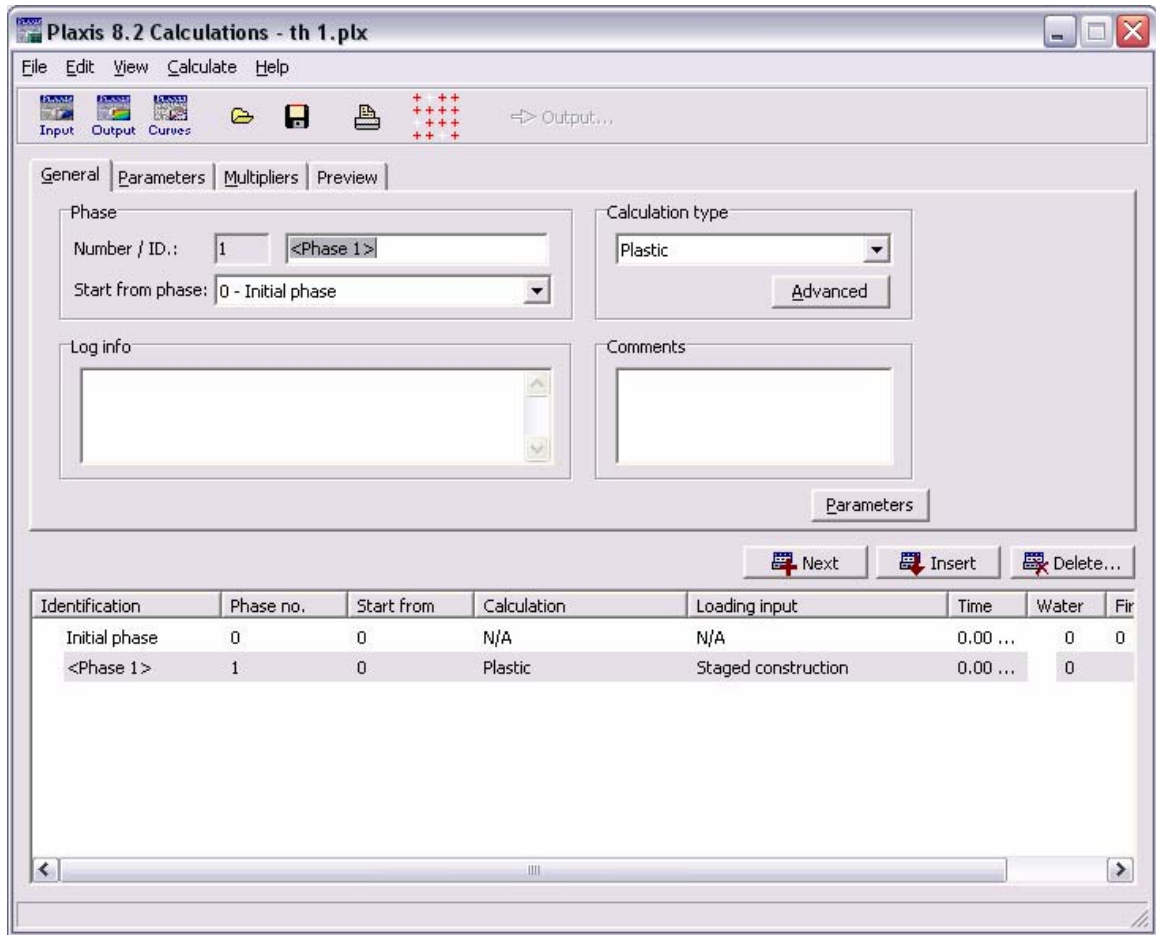 Plaxis 8.2 Calculations - th 1.plx
File Edit View Calculate Help
Input Output Curves Output...
General Parameters Multipliers Preview
Phase Calculation type
Number / ID.: 1 <Phase 1> Plastic
Start from phase: 0 - Initial phase Advanced
Log info Comments
Parameters
Next Insert Delete...
Identification Phase no. Start from Calculation Loading input Time Water Fir
Initial phase 0 0 N/A N/A 0.00 ... 0 0
<Phase 1> 1 0 Plastic Staged construction 0.00 ... 0